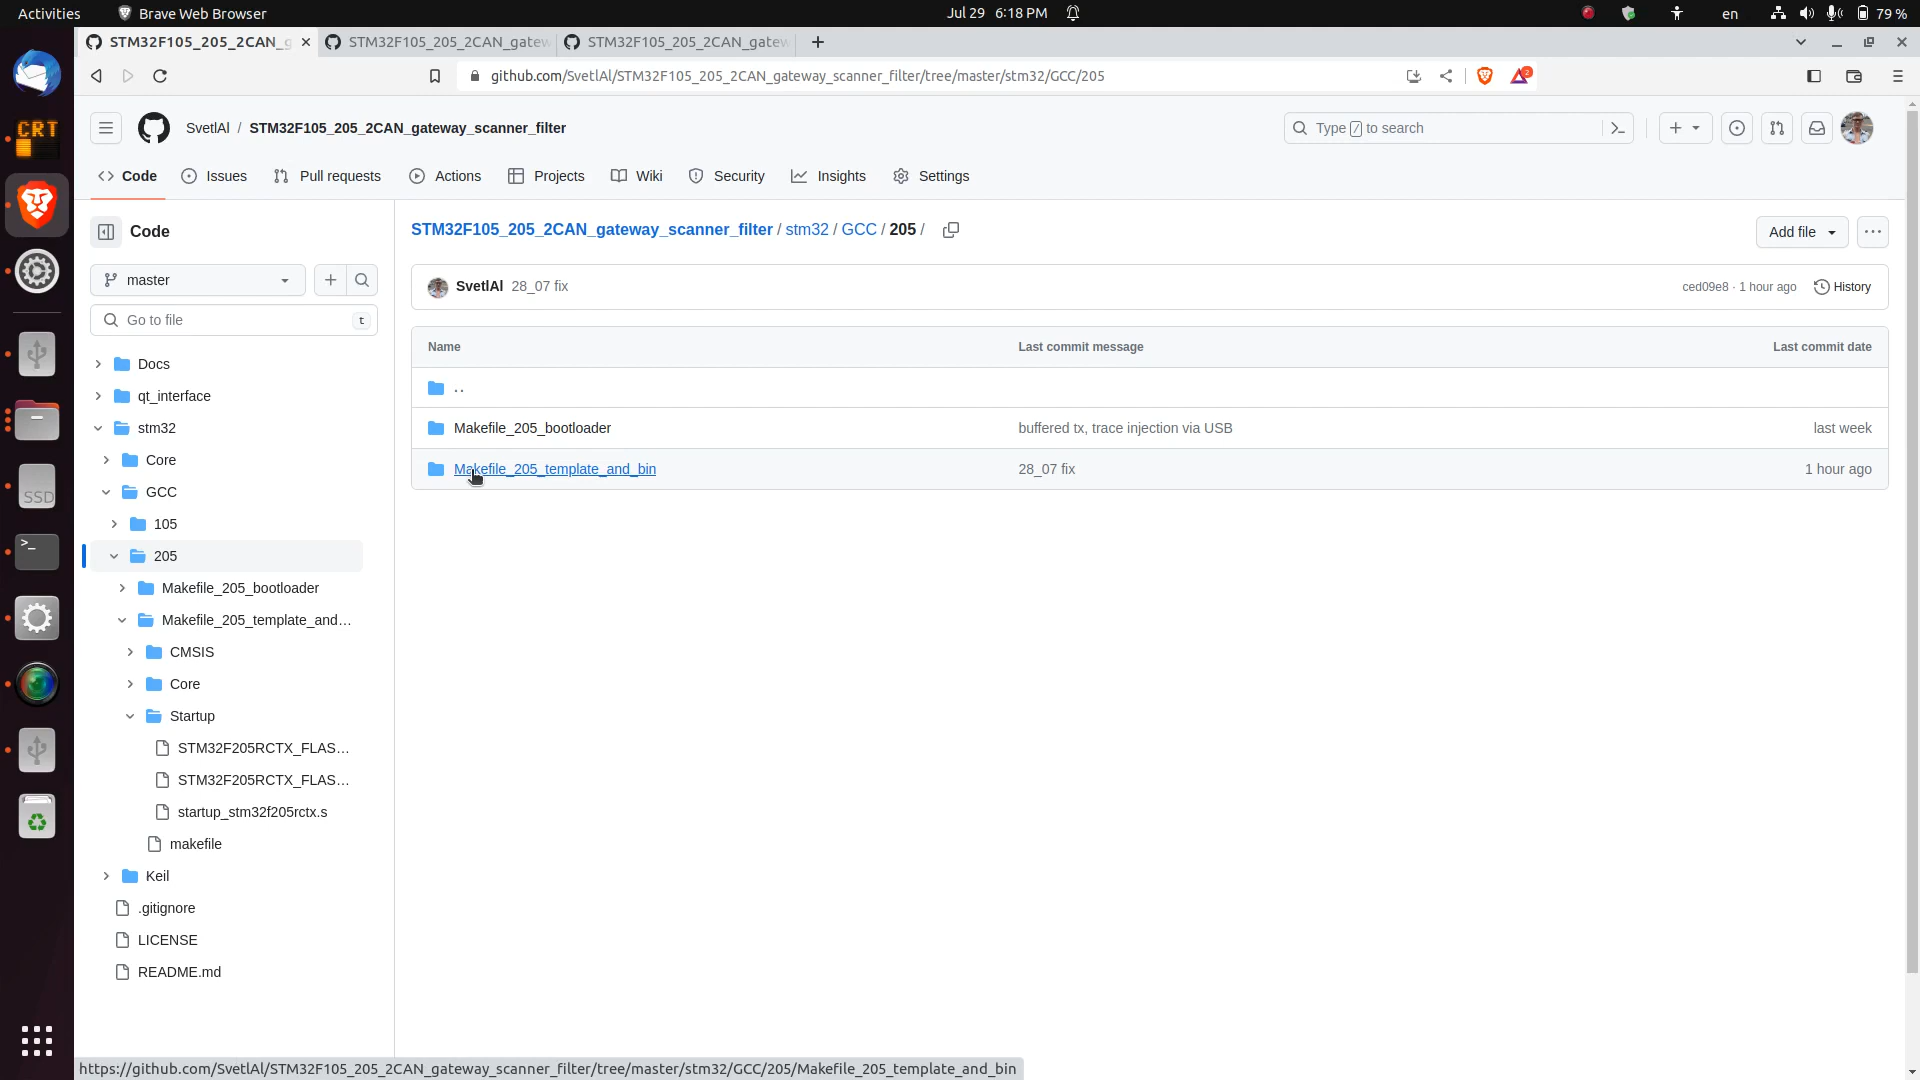 Activities Brave Web Browser Jul 29 6:18 PM en 79 %
STM32F105_205_2CAN_g STM32F105_205_2CAN_gatew STM32F105_205_2CAN_gatew
github.com/SvetlAl/STM32F105_205_2CAN_gateway_scanner_filter/tree/master/stm32/GCC/205 2
CRT
SvetlAl / STM32F105_205_2CAN_gateway_scanner_filter Type / to search
Code Issues Pull requests Actions Projects Wiki Security Insights Settings
Code
STM32F105_205_2CAN_gateway_scanner_filter / stm32 / GCC / 205 / Add file
master
SvetlAl 28_07 fix ced09e8 · 1 hour ago History
Go to file t
Name Last commit message Last commit date
Docs
..
qt_interface
stm32
Makefile_205_bootloader buffered tx, trace injection via USB last week
Core
Makefile_205_template_and_bin 28_07 fix 1 hour ago
GCC
SSD
105
205
Makefile_205_bootloader
Makefile_205_template_and...
CMSIS
Core
Startup
STM32F205RCTX_FLAS...
STM32F205RCTX_FLAS...
startup_stm32f205rctx.s
makefile
Keil
.gitignore
LICENSE
README.md
https://github.com/SvetlAl/STM32F105_205_2CAN_gateway_scanner_filter/tree/master/stm32/GCC/205/Makefile_205_template_and_bin